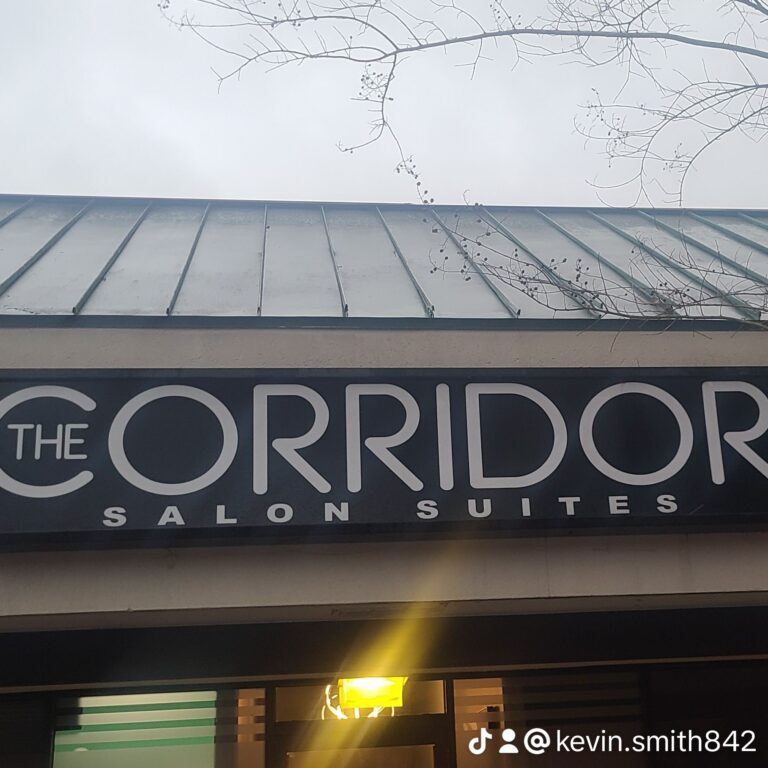 THE CORRIDOR
SALON SUITES
@kevin.smith842